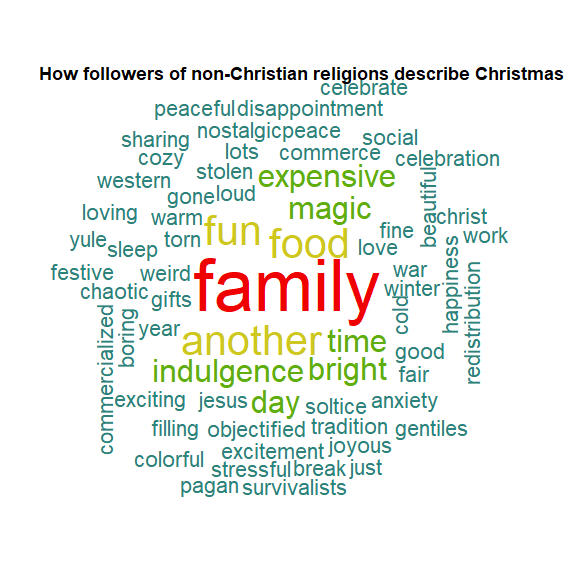 How followers of non-Christian religions describe Christmas
celebrate
peaceful disappointment
nostalgic peace
sharing lots commerce social
cozy stolen celebration
western expensive
gone loud beautiful
loving warm magic christ
yule torn fun food fine work
sleep love
festive weird family war happiness
chaotic gifts winter redistribution
commercialized boring year another time cold good
indulgence bright fair
exciting jesus day soltice anxiety
filling objectified tradition gentiles
excitement joyous
colorful stressful break just
pagan survivalists